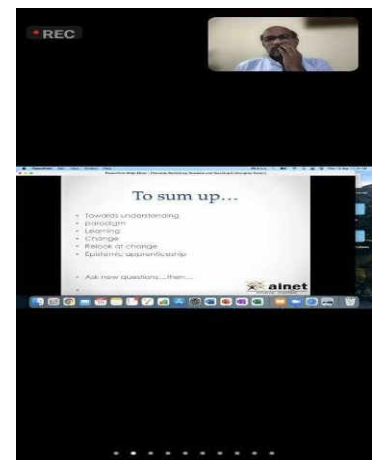 REC
To sum up...
Towards understanding
paradigm
Learning
Change
Relook at change
Epistemic apprenticeship
Ask new questions...then...
ainet